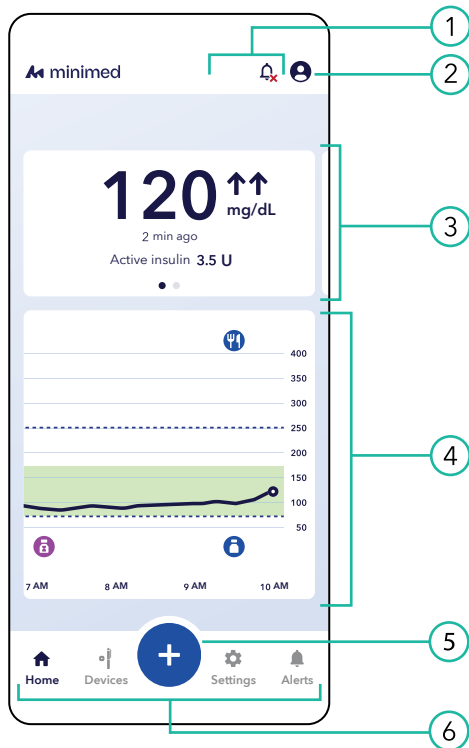 1
minimed
2
120
mg/dL
2 min ago
Active insulin 3.5 U
3
400
350
300
250
200
150
100
50
4
7 AM 8 AM 9 AM 10 AM
5
Home Devices Settings Alerts
6